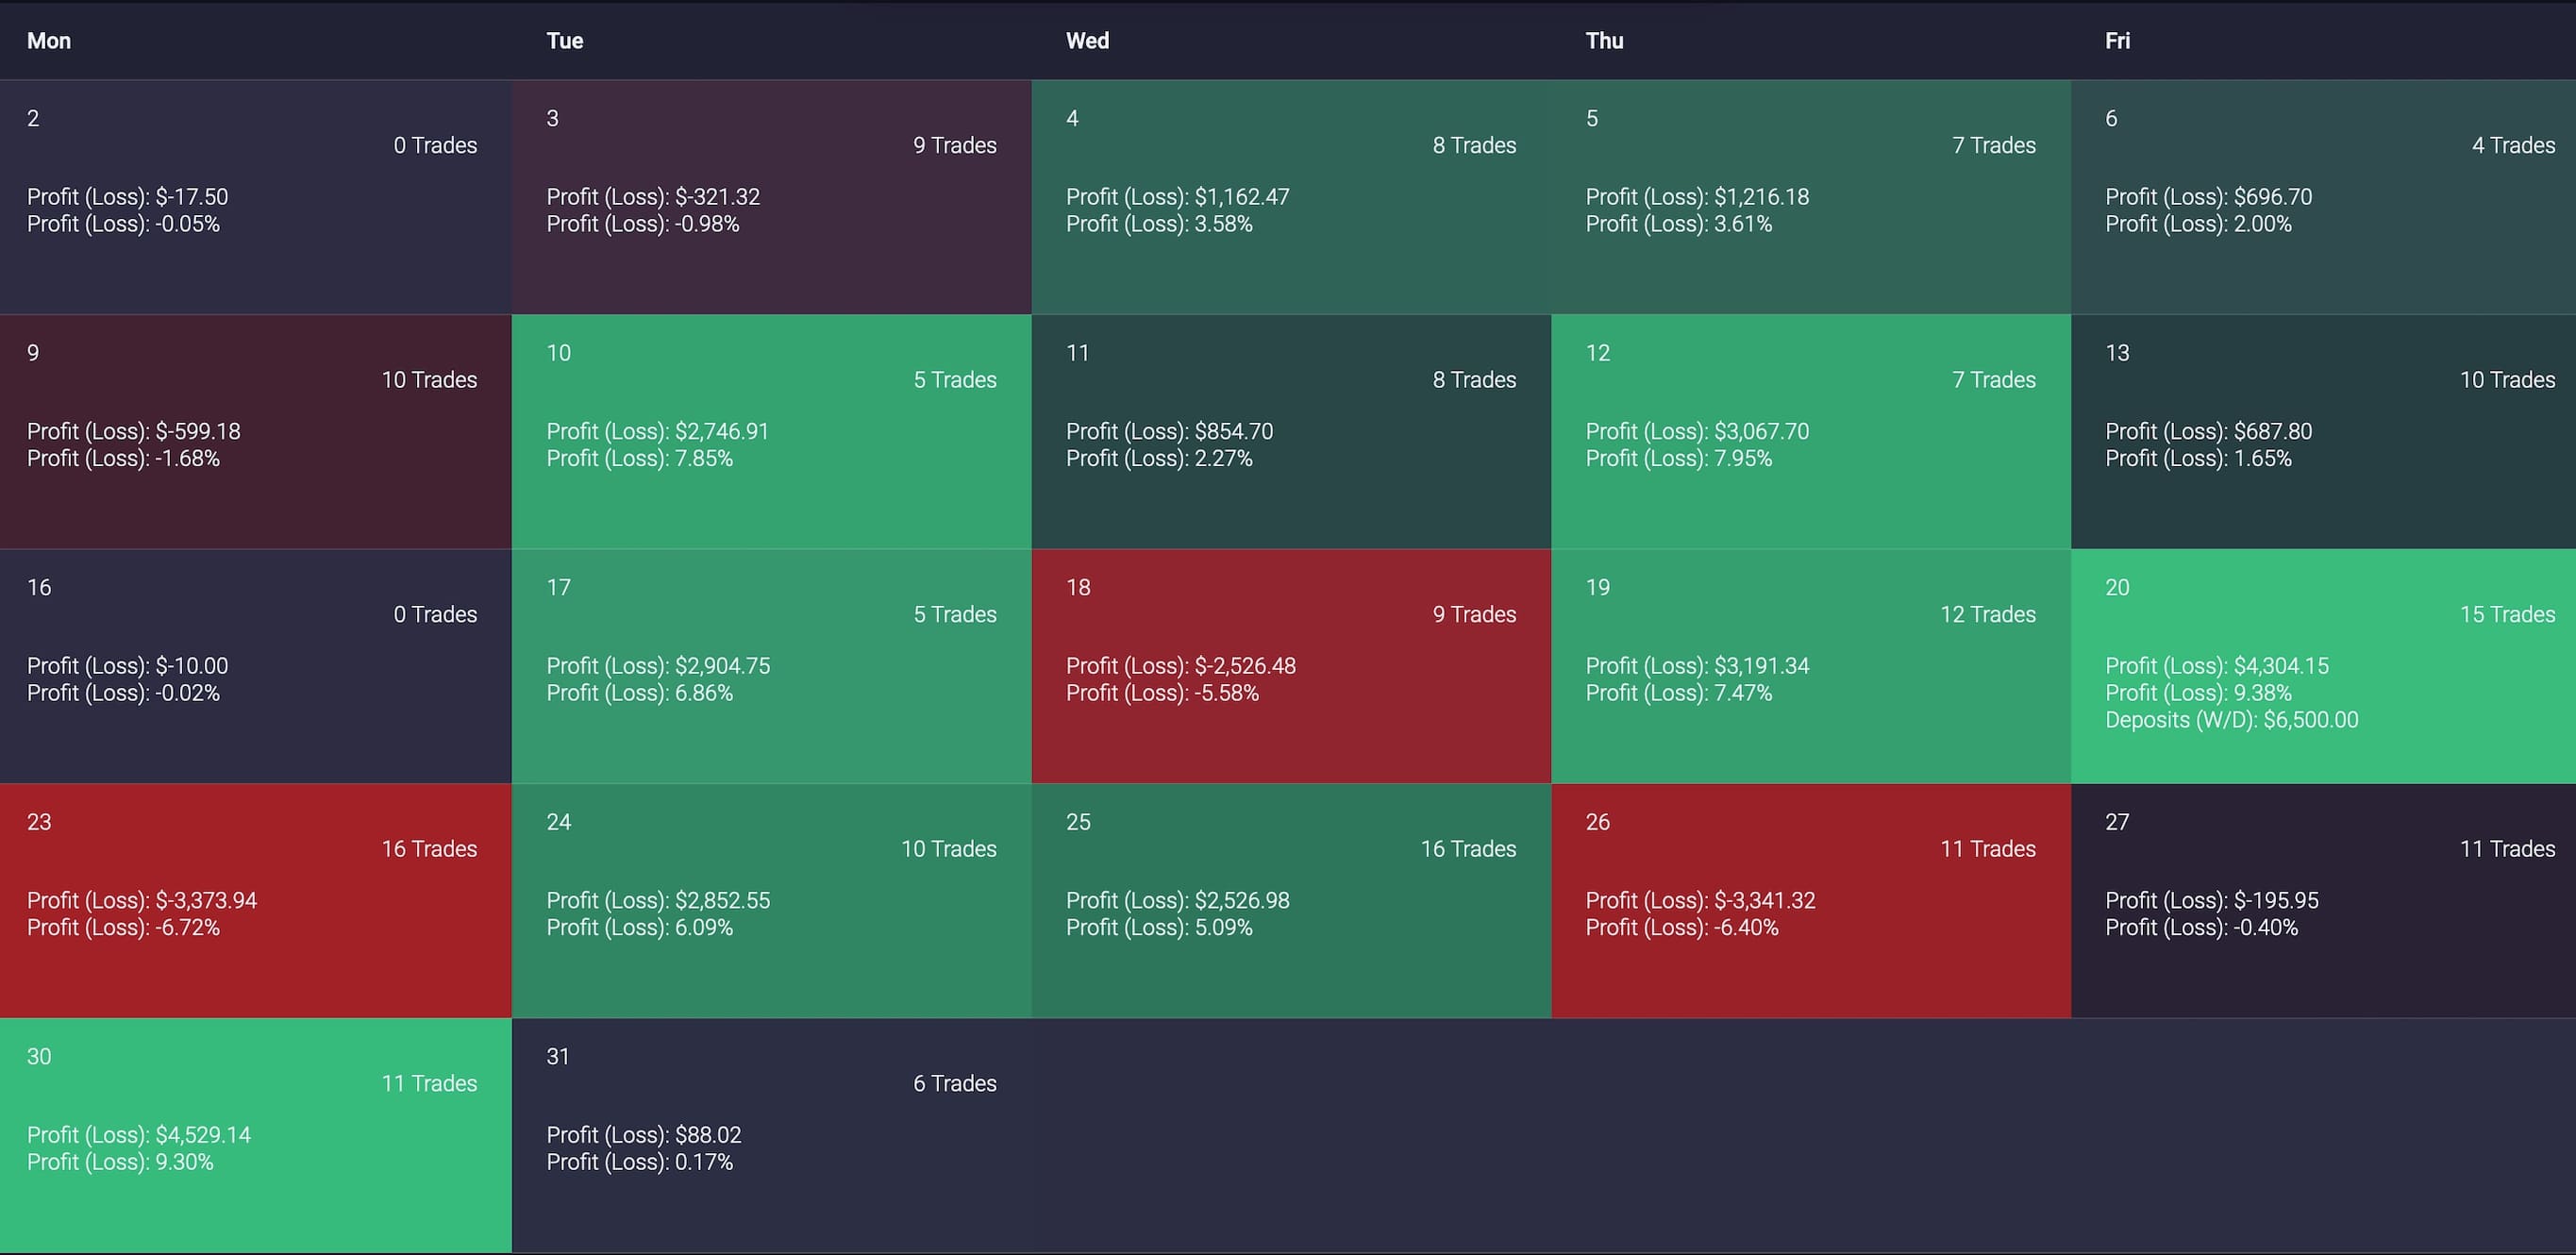 Mon
Tue
Wed
Thu
Fri
2
0 Trades
Profit (Loss): $-17.50
Profit (Loss): -0.05%
3
9 Trades
Profit (Loss): $-321.32
Profit (Loss): -0.98%
4
8 Trades
Profit (Loss): $1,162.47
Profit (Loss): 3.58%
5
7 Trades
Profit (Loss): $1,216.18
Profit (Loss): 3.61%
6
4 Trades
Profit (Loss): $696.70
Profit (Loss): 2.00%
9
10 Trades
Profit (Loss): $-599.18
Profit (Loss): -1.68%
10
5 Trades
Profit (Loss): $2,746.91
Profit (Loss): 7.85%
11
8 Trades
Profit (Loss): $854.70
Profit (Loss): 2.27%
12
7 Trades
Profit (Loss): $3,067.70
Profit (Loss): 7.95%
13
10 Trades
Profit (Loss): $687.80
Profit (Loss): 1.65%
16
0 Trades
Profit (Loss): $-10.00
Profit (Loss): -0.02%
17
5 Trades
Profit (Loss): $2,904.75
Profit (Loss): 6.86%
18
9 Trades
Profit (Loss): $-2,526.48
Profit (Loss): -5.58%
19
12 Trades
Profit (Loss): $3,191.34
Profit (Loss): 7.47%
20
15 Trades
Profit (Loss): $4,304.15
Profit (Loss): 9.38%
Deposits (W/D): $6,500.00
23
16 Trades
Profit (Loss): $-3,373.94
Profit (Loss): -6.72%
24
10 Trades
Profit (Loss): $2,852.55
Profit (Loss): 6.09%
25
16 Trades
Profit (Loss): $2,526.98
Profit (Loss): 5.09%
26
11 Trades
Profit (Loss): $-3,341.32
Profit (Loss): -6.40%
27
11 Trades
Profit (Loss): $-195.95
Profit (Loss): -0.40%
30
11 Trades
Profit (Loss): $4,529.14
Profit (Loss): 9.30%
31
6 Trades
Profit (Loss): $88.02
Profit (Loss): 0.17%